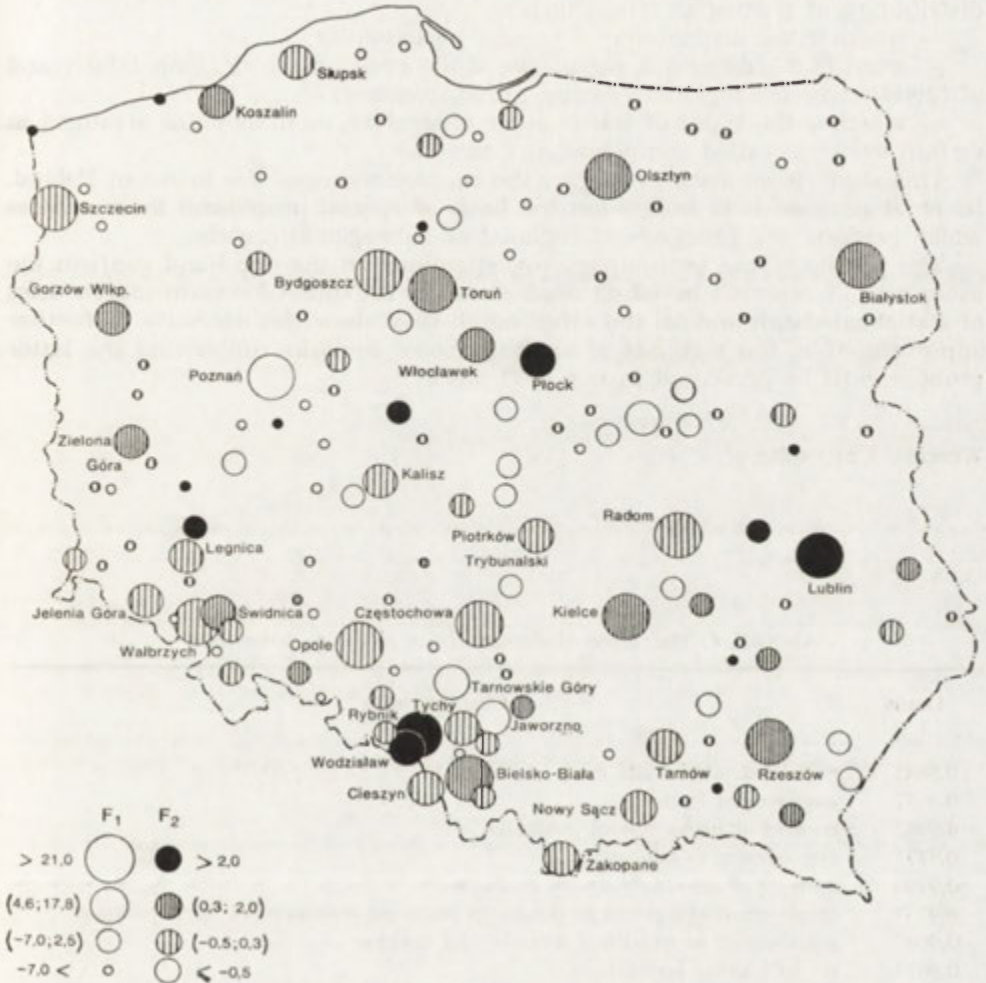 Słupsk
Koszalin
Szczecin
Olsztyn
Gorzów Wlkp.
Bydgoszcz
Toruń
Białystok
Poznań
Włocławek
Płock
Zielona
Góra
Kalisz
Legnica
Piotrków
Trybunalski
Radom
Lublin
Jelenia Góra
Świdnica
Częstochowa
Kielce
Wałbrzych
Opole
Tarnowskie Góry
Tychy
Rybnik
Jaworzno
Wodzisław
Bielsko-Biała
Tarnów
Rzeszów
Cieszyn
Nowy Sącz
Zakopane
F₁ F₂
> 21,0 > 2,0
(4,6; 17,8) (0,3; 2,0)
(-7,0; 2,5) (-0,5; 0,3)
-7,0 < ⩽ -0,5